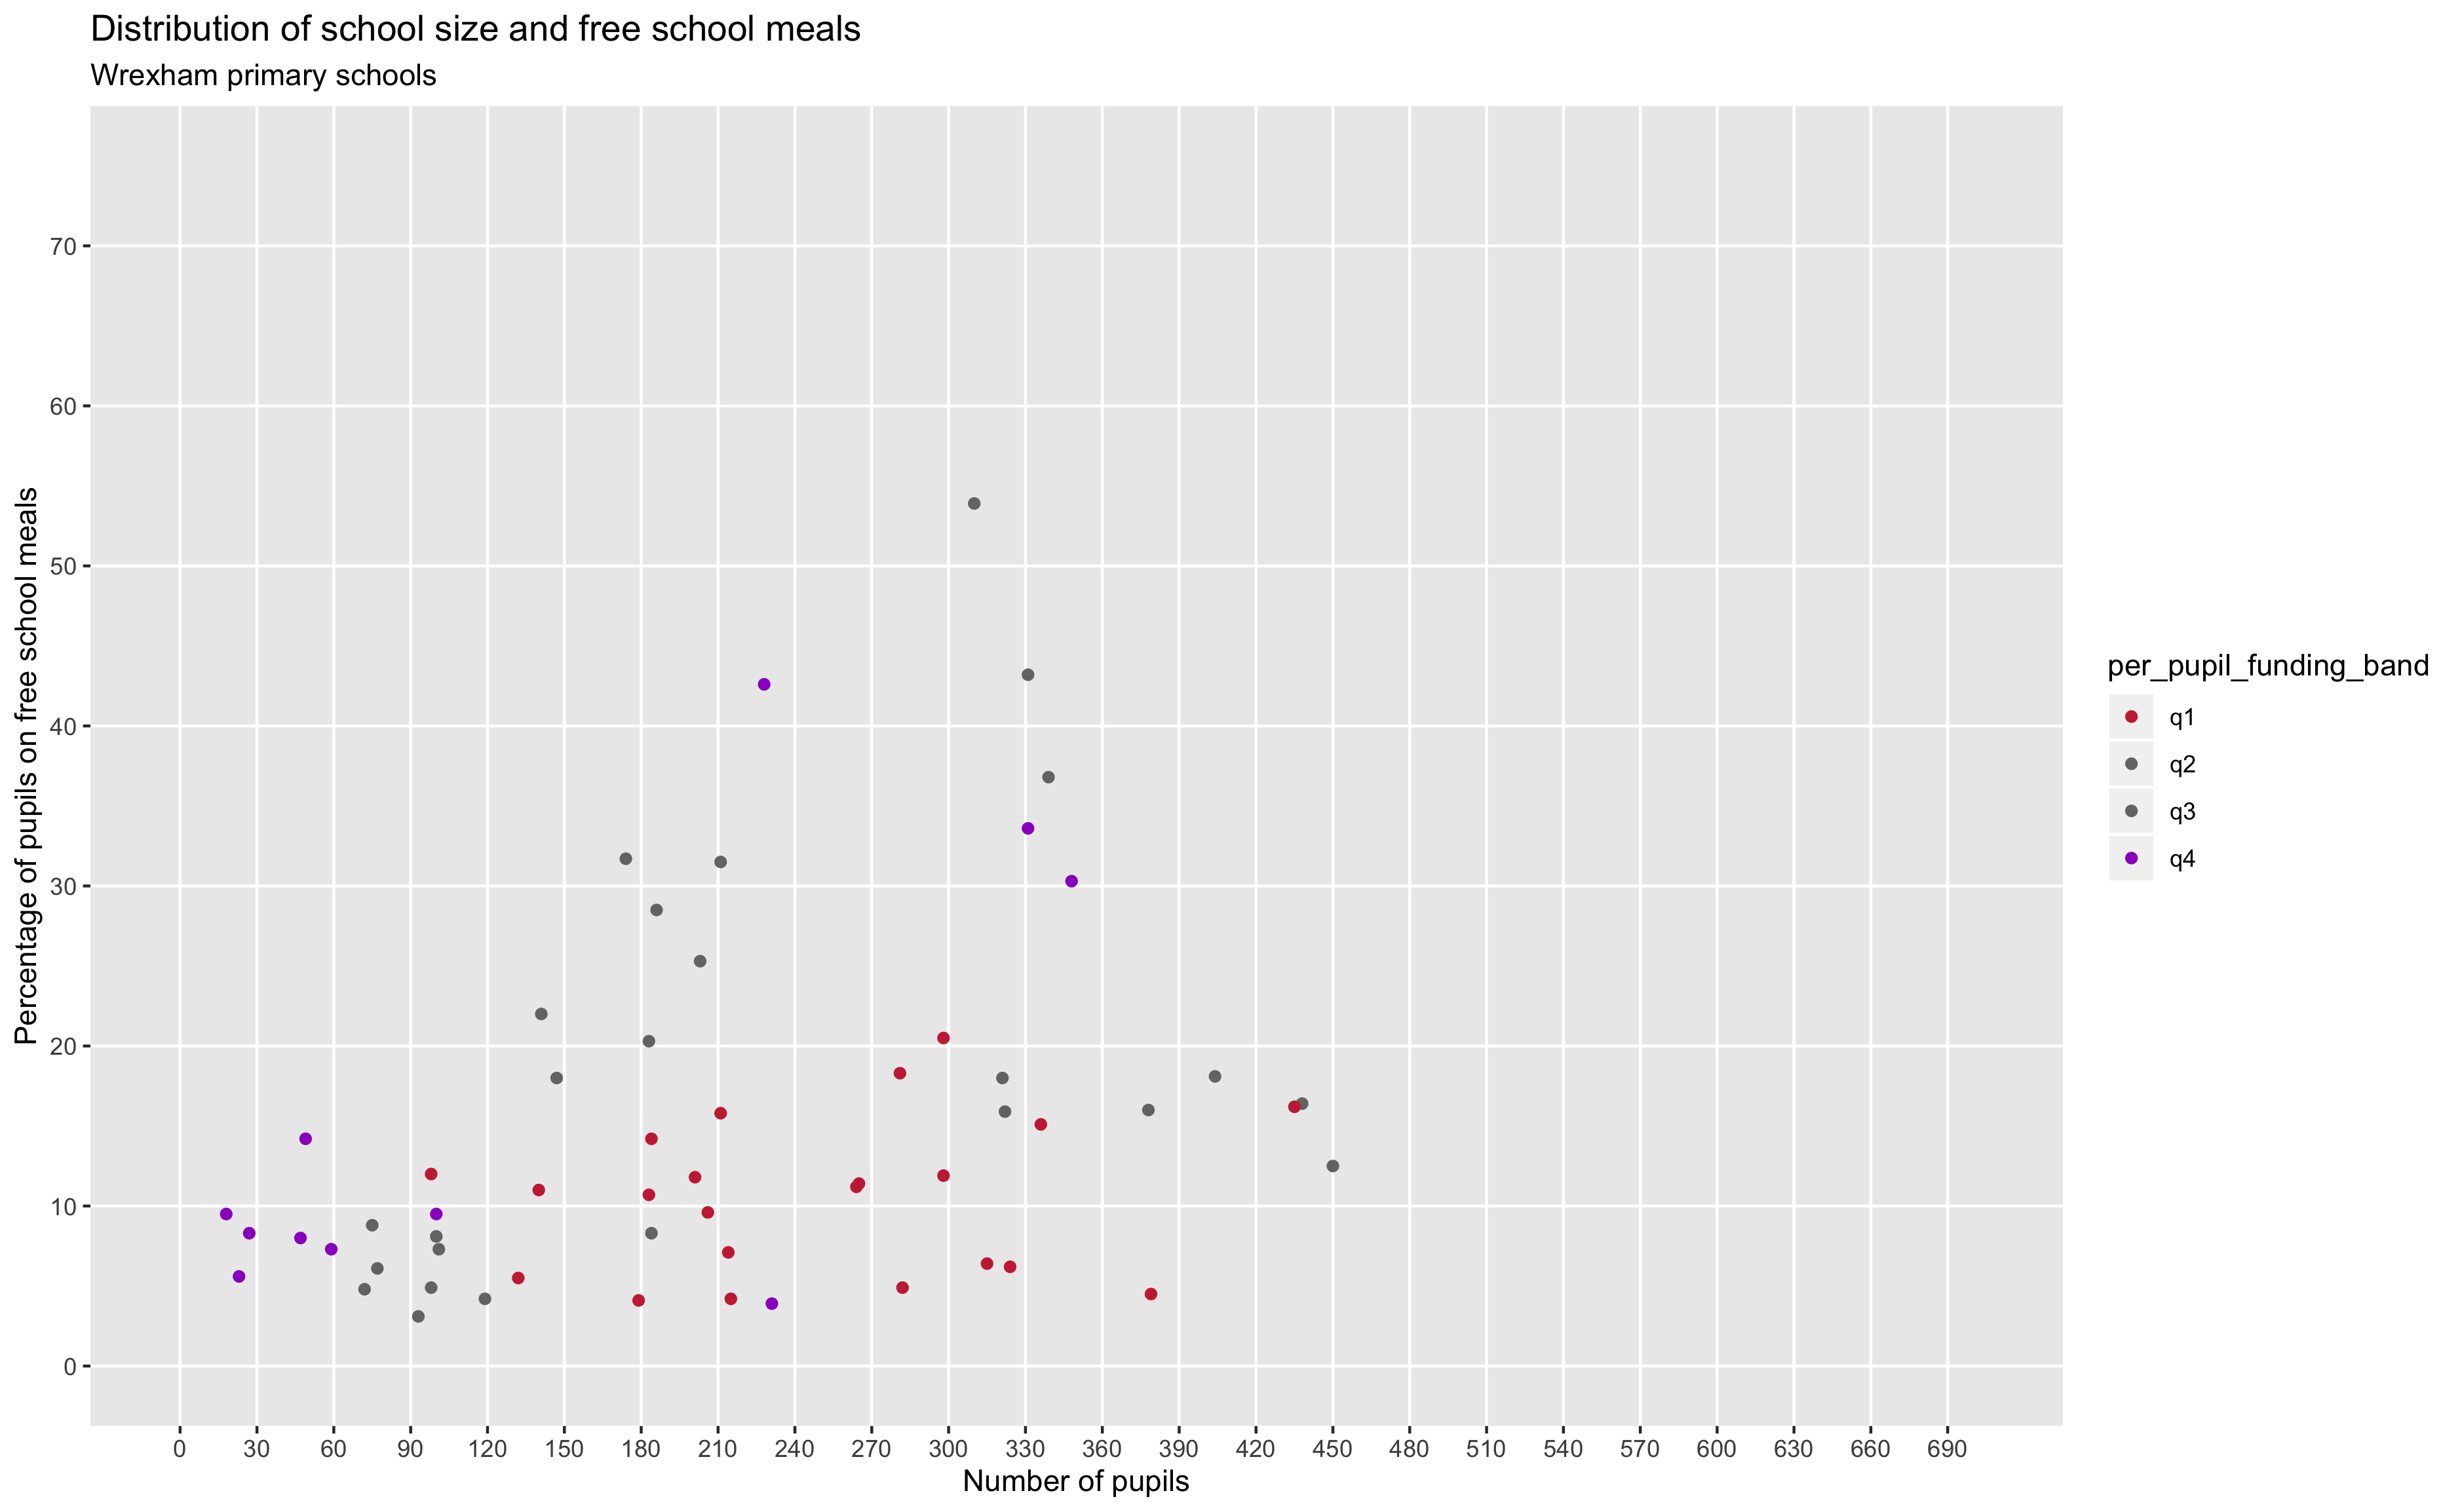 Distribution of school size and free school meals
Wrexham primary schools
Percentage of pupils on free school meals
70
60
50
40
30
20
10
0
0 30 60 90 120 150 180 210 240 270 300 330 360 390 420 450 480 510 540 570 600 630 660 690
Number of pupils
per_pupil_funding_band
q1
q2
q3
q4